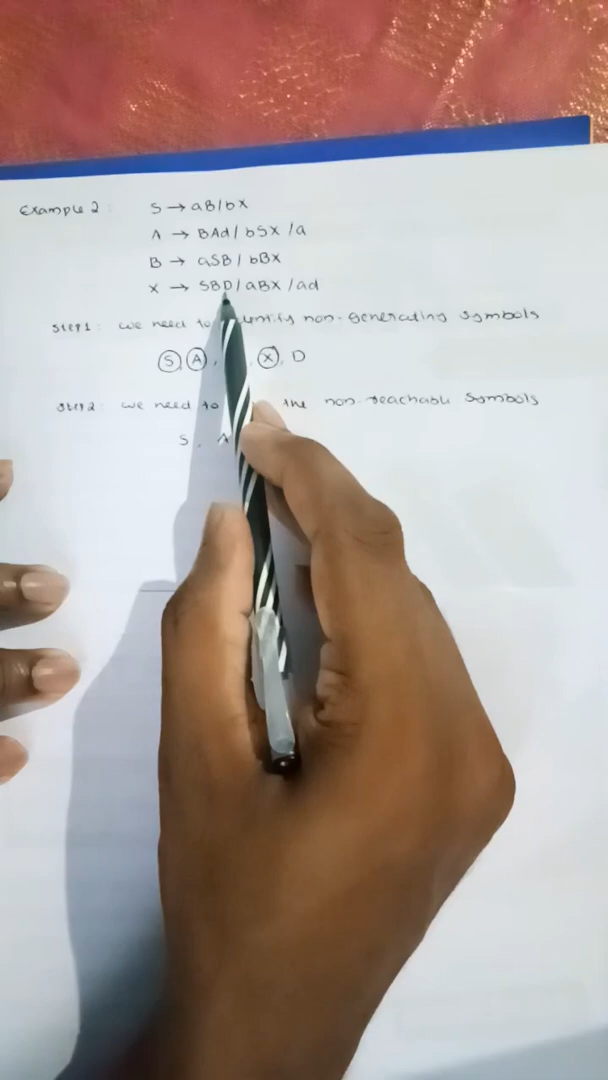 Example 2: S → aB/bX
A → BAd/bSX/a
B → aSB/bBX
X → SBD/aBX/ad
Step1: we need to identify non-generating symbols
S, A, X, D
Step2: we need to the non-reachable symbols
S, A